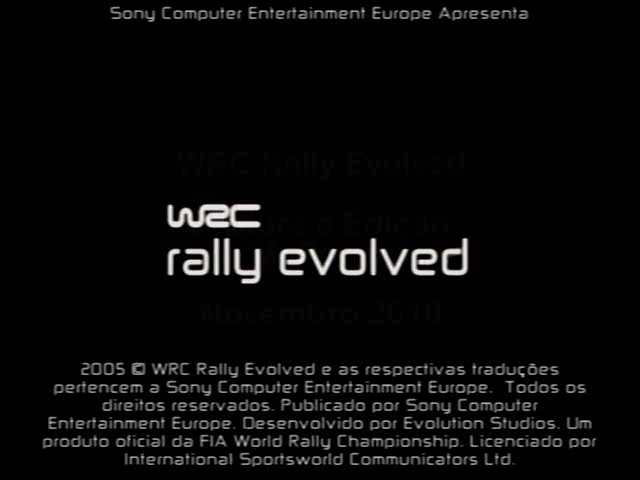 Sony Computer Entertainment Europe Apresenta
WRC Rally Evolved
WRC
rally evolved
Novembro 2010
2005 © WRC Rally Evolved e as respectivas traduções
pertencem a Sony Computer Entertainment Europe. Todos os
direitos reservados. Publicado por Sony Computer
Entertainment Europe. Desenvolvido por Evolution Studios. Um
produto oficial da FIA World Rally Championship. Licenciado por
International Sportsworld Communicators Ltd.